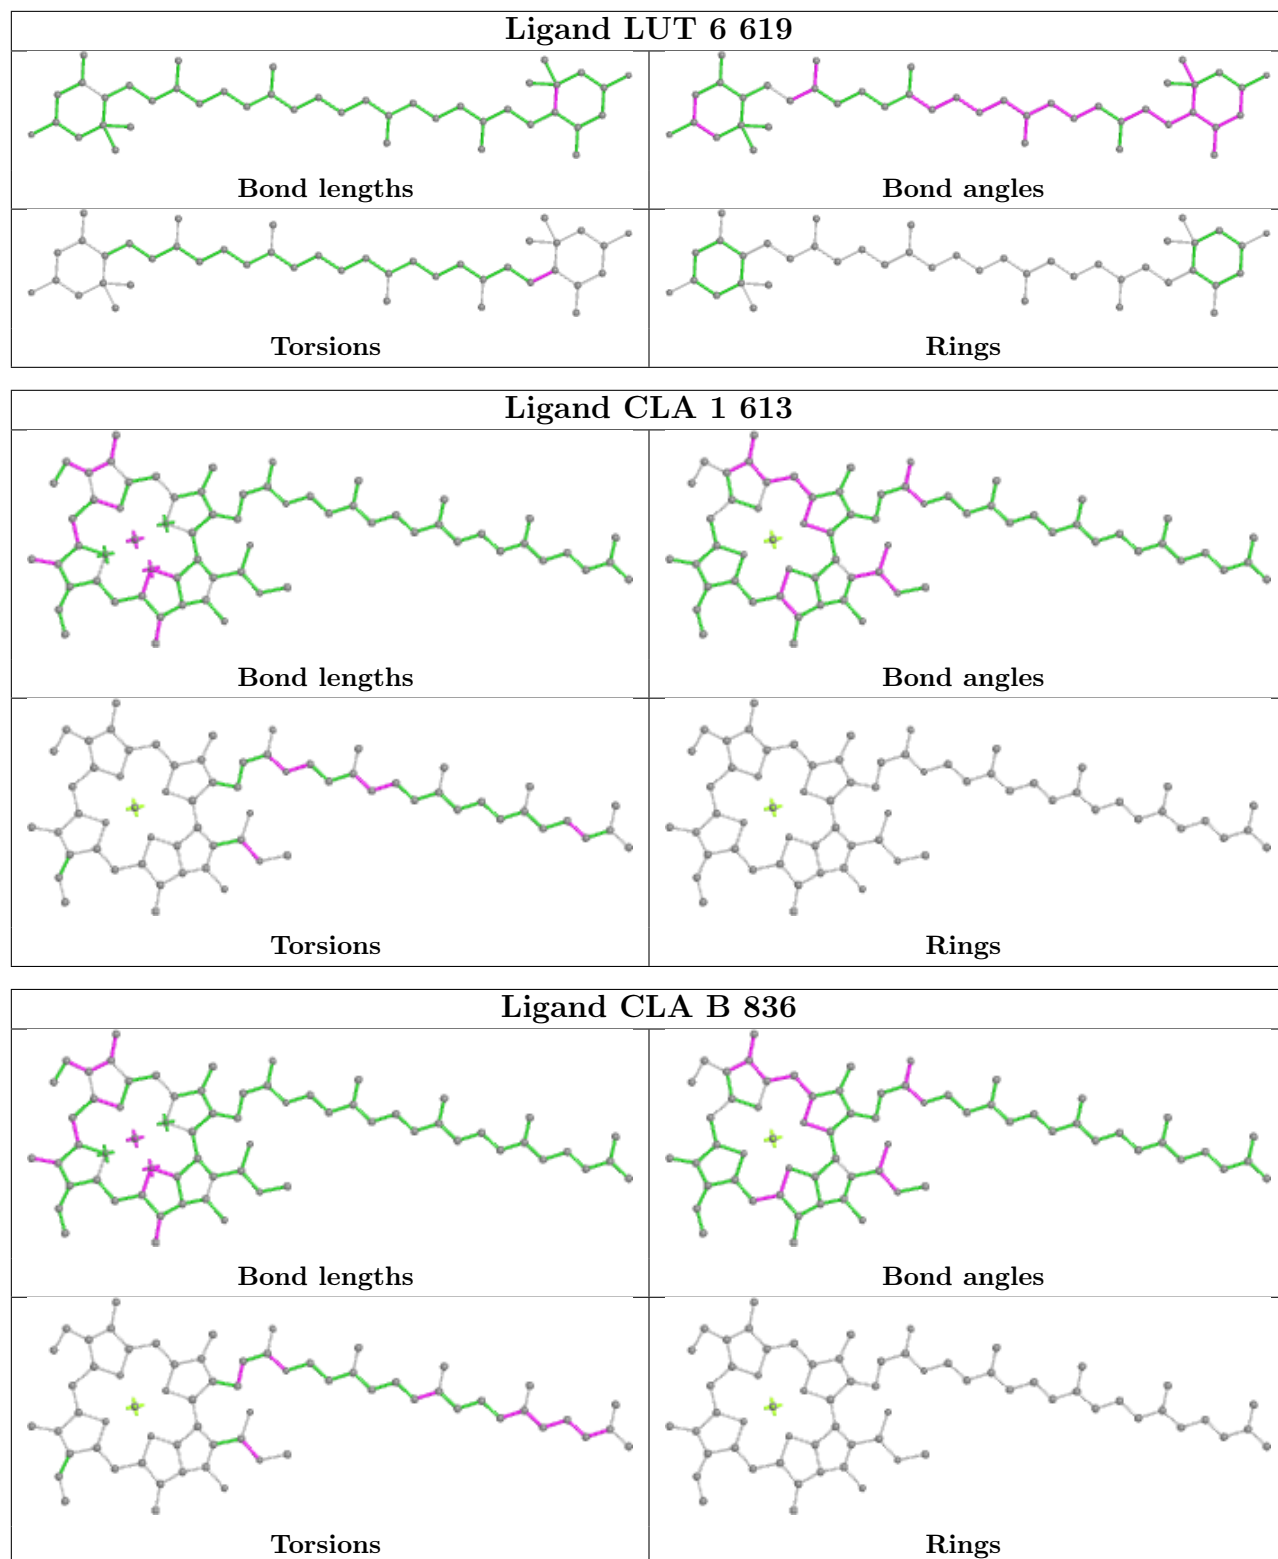 Ligand LUT 6 619
Bond lengths
Bond angles
Torsions
Rings
Ligand CLA 1 613
Bond lengths
Bond angles
Torsions
Rings
Ligand CLA B 836
Bond lengths
Bond angles
Torsions
Rings